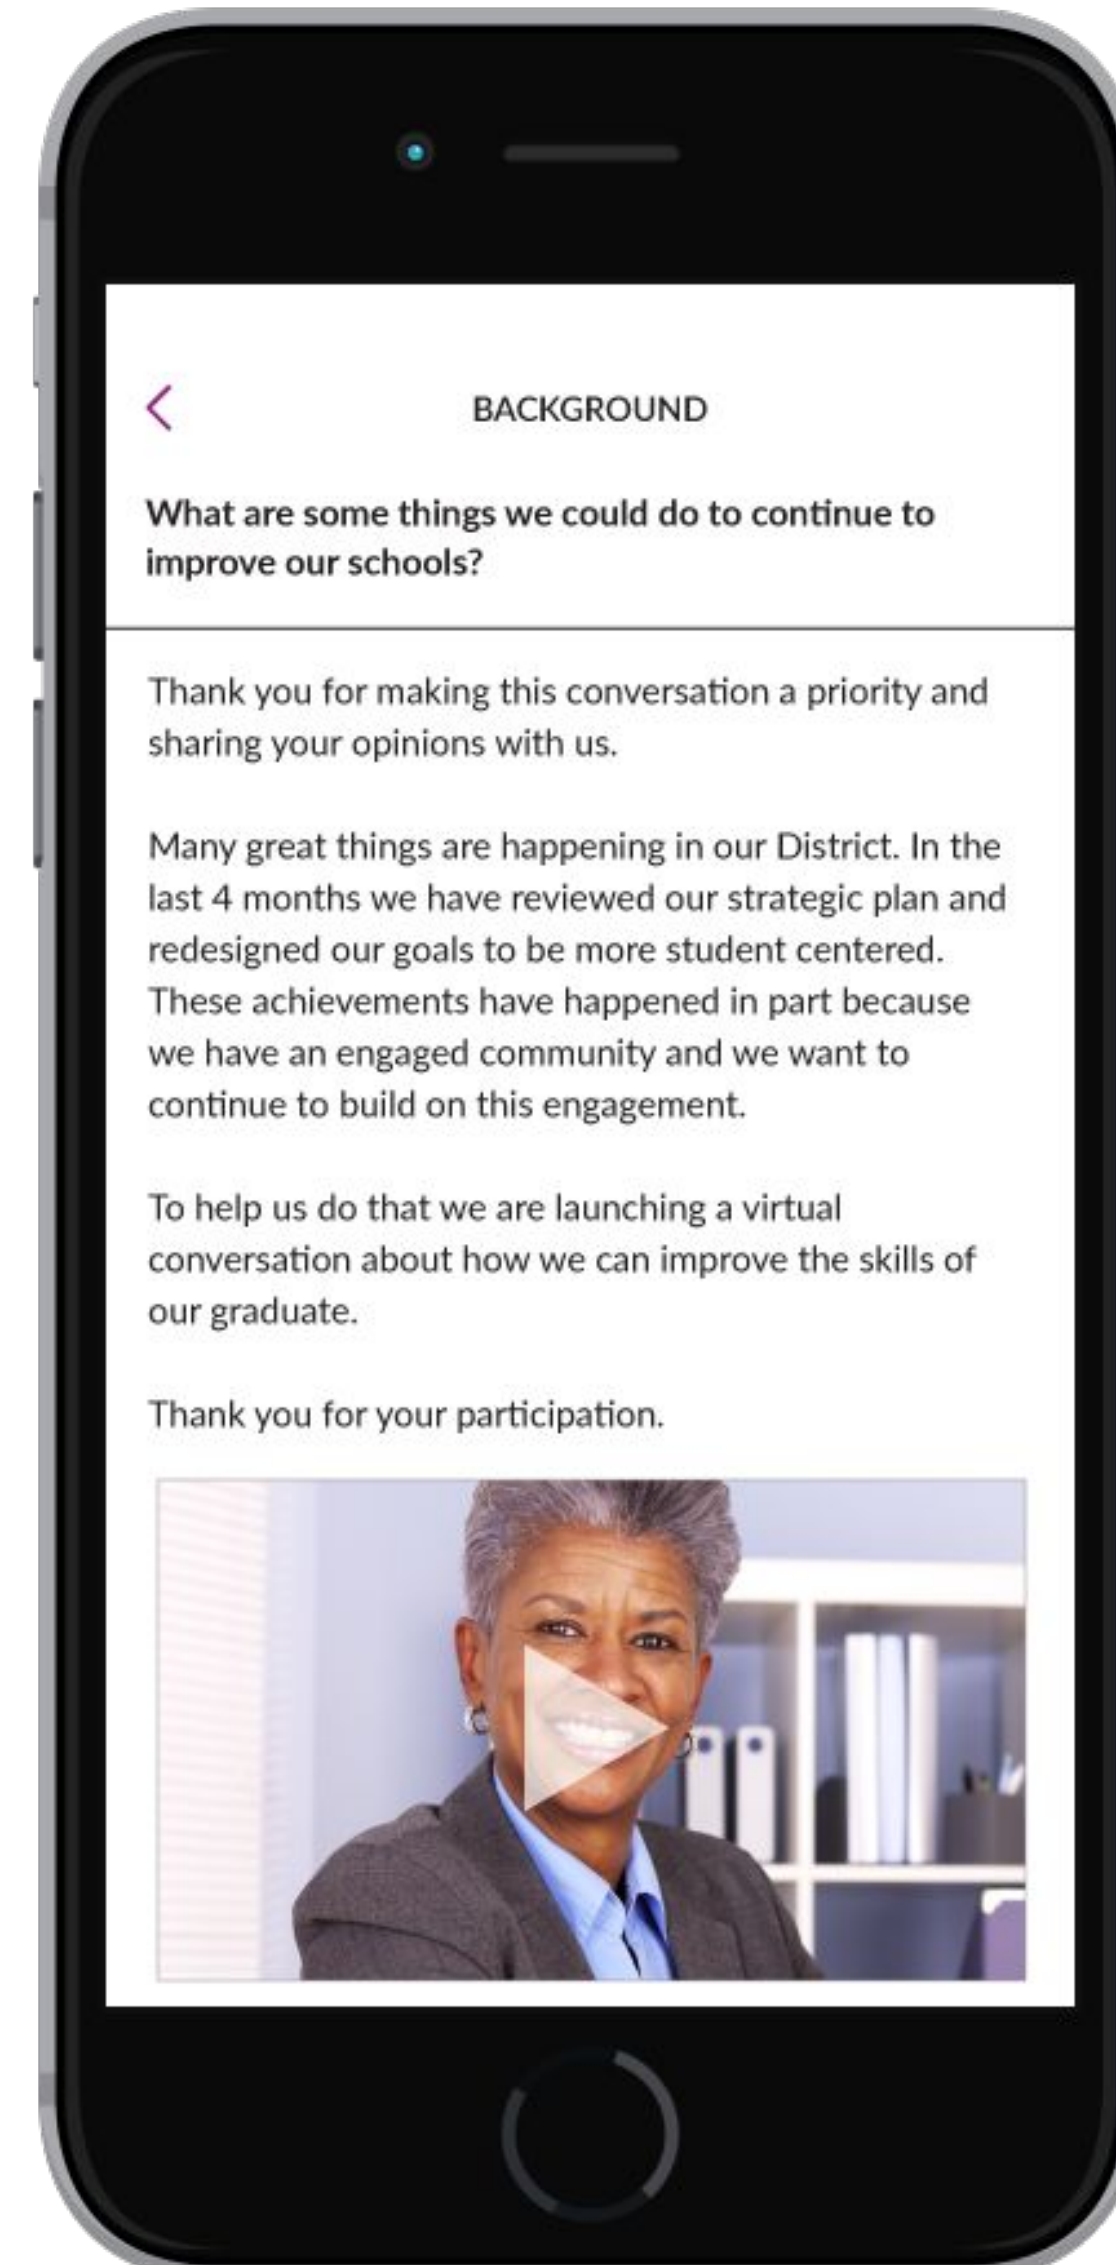 BACKGROUND
What are some things we could do to continue to
improve our schools?
Thank you for making this conversation a priority and
sharing your opinions with us.
Many great things are happening in our District. In the
last 4 months we have reviewed our strategic plan and
redesigned our goals to be more student centered.
These achievements have happened in part because
we have an engaged community and we want to
continue to build on this engagement.
To help us do that we are launching a virtual
conversation about how we can improve the skills of
our graduate.
Thank you for your participation.